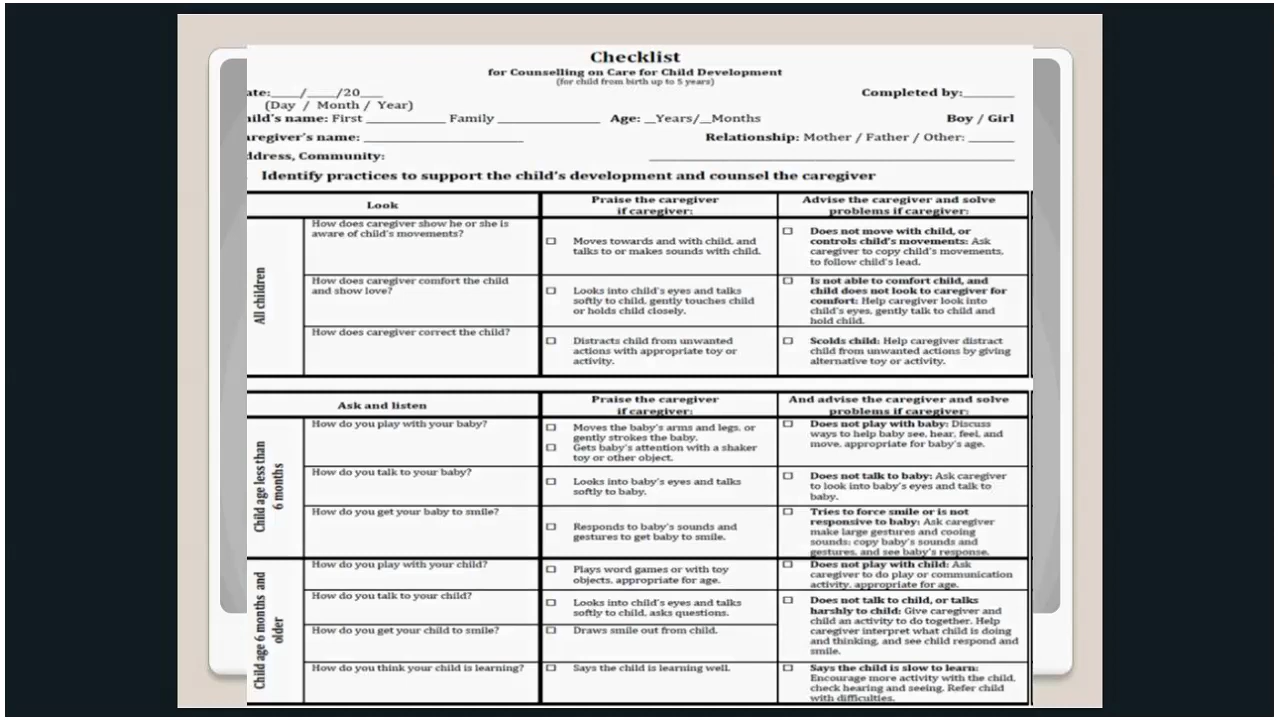 Checklist
for Counselling on Care for Child Development
(for child from birth up to 5 years)
ate:____/____/20___ Completed by:_______
(Day / Month / Year)
hild's name: First __________ Family _____________ Age: _Years/_Months Boy / Girl
aregiver's name: ____________________ Relationship: Mother / Father / Other: ______
ddress, Community: ______________________________
Identify practices to support the child's development and counsel the caregiver
Look
Praise the caregiver
if caregiver:
Advise the caregiver and solve
problems if caregiver:
All children
How does caregiver show he or she is
aware of child's movements?
☐ Moves towards and with child, and
talks to or makes sounds with child.
☐ Does not move with child, or
controls child's movements: Ask
caregiver to copy child's movements,
to follow child's lead.
How does caregiver comfort the child
and show love?
☐ Looks into child's eyes and talks
softly to child, gently touches child
or holds child closely.
☐ Is not able to comfort child, and
child does not look to caregiver for
comfort: Help caregiver look into
child's eyes, gently talk to child and
hold child.
How does caregiver correct the child?
☐ Distracts child from unwanted
actions with appropriate toy or
activity.
☐ Scolds child: Help caregiver distract
child from unwanted actions by giving
alternative toy or activity.
Ask and listen
Praise the caregiver
if caregiver:
And advise the caregiver and solve
problems if caregiver:
Child age less than
6 months
How do you play with your baby?
☐ Moves the baby's arms and legs, or
gently strokes the baby.
☐ Gets baby's attention with a shaker
toy or other object.
☐ Does not play with baby: Discuss
ways to help baby see, hear, feel, and
move, appropriate for baby's age.
How do you talk to your baby?
☐ Looks into baby's eyes and talks
softly to baby.
☐ Does not talk to baby: Ask caregiver
to look into baby's eyes and talk to
baby.
How do you get your baby to smile?
☐ Responds to baby's sounds and
gestures to get baby to smile.
☐ Tries to force smile or is not
responsive to baby: Ask caregiver
make large gestures and cooing
sounds; copy baby's sounds and
gestures, and see baby's response.
Child age 6 months and
older
How do you play with your child?
☐ Plays word games or with toy
objects, appropriate for age.
☐ Does not play with child: Ask
caregiver to do play or communication
activity, appropriate for age.
How do you talk to your child?
☐ Looks into child's eyes and talks
softly to child, asks questions.
☐ Does not talk to child, or talks
harshly to child: Give caregiver and
child an activity to do together. Help
caregiver interpret what child is doing
and thinking, and see child respond and
smile.
How do you get your child to smile?
☐ Draws smile out from child.
How do you think your child is learning?
☐ Says the child is learning well.
☐ Says the child is slow to learn:
Encourage more activity with the child,
check hearing and seeing. Refer child
with difficulties.